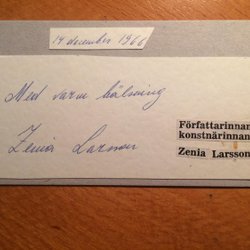 14 december 1966
Med varm hälsning
Zenia Larsson
Författarinnan
konstnärinnan
Zenia Larsson